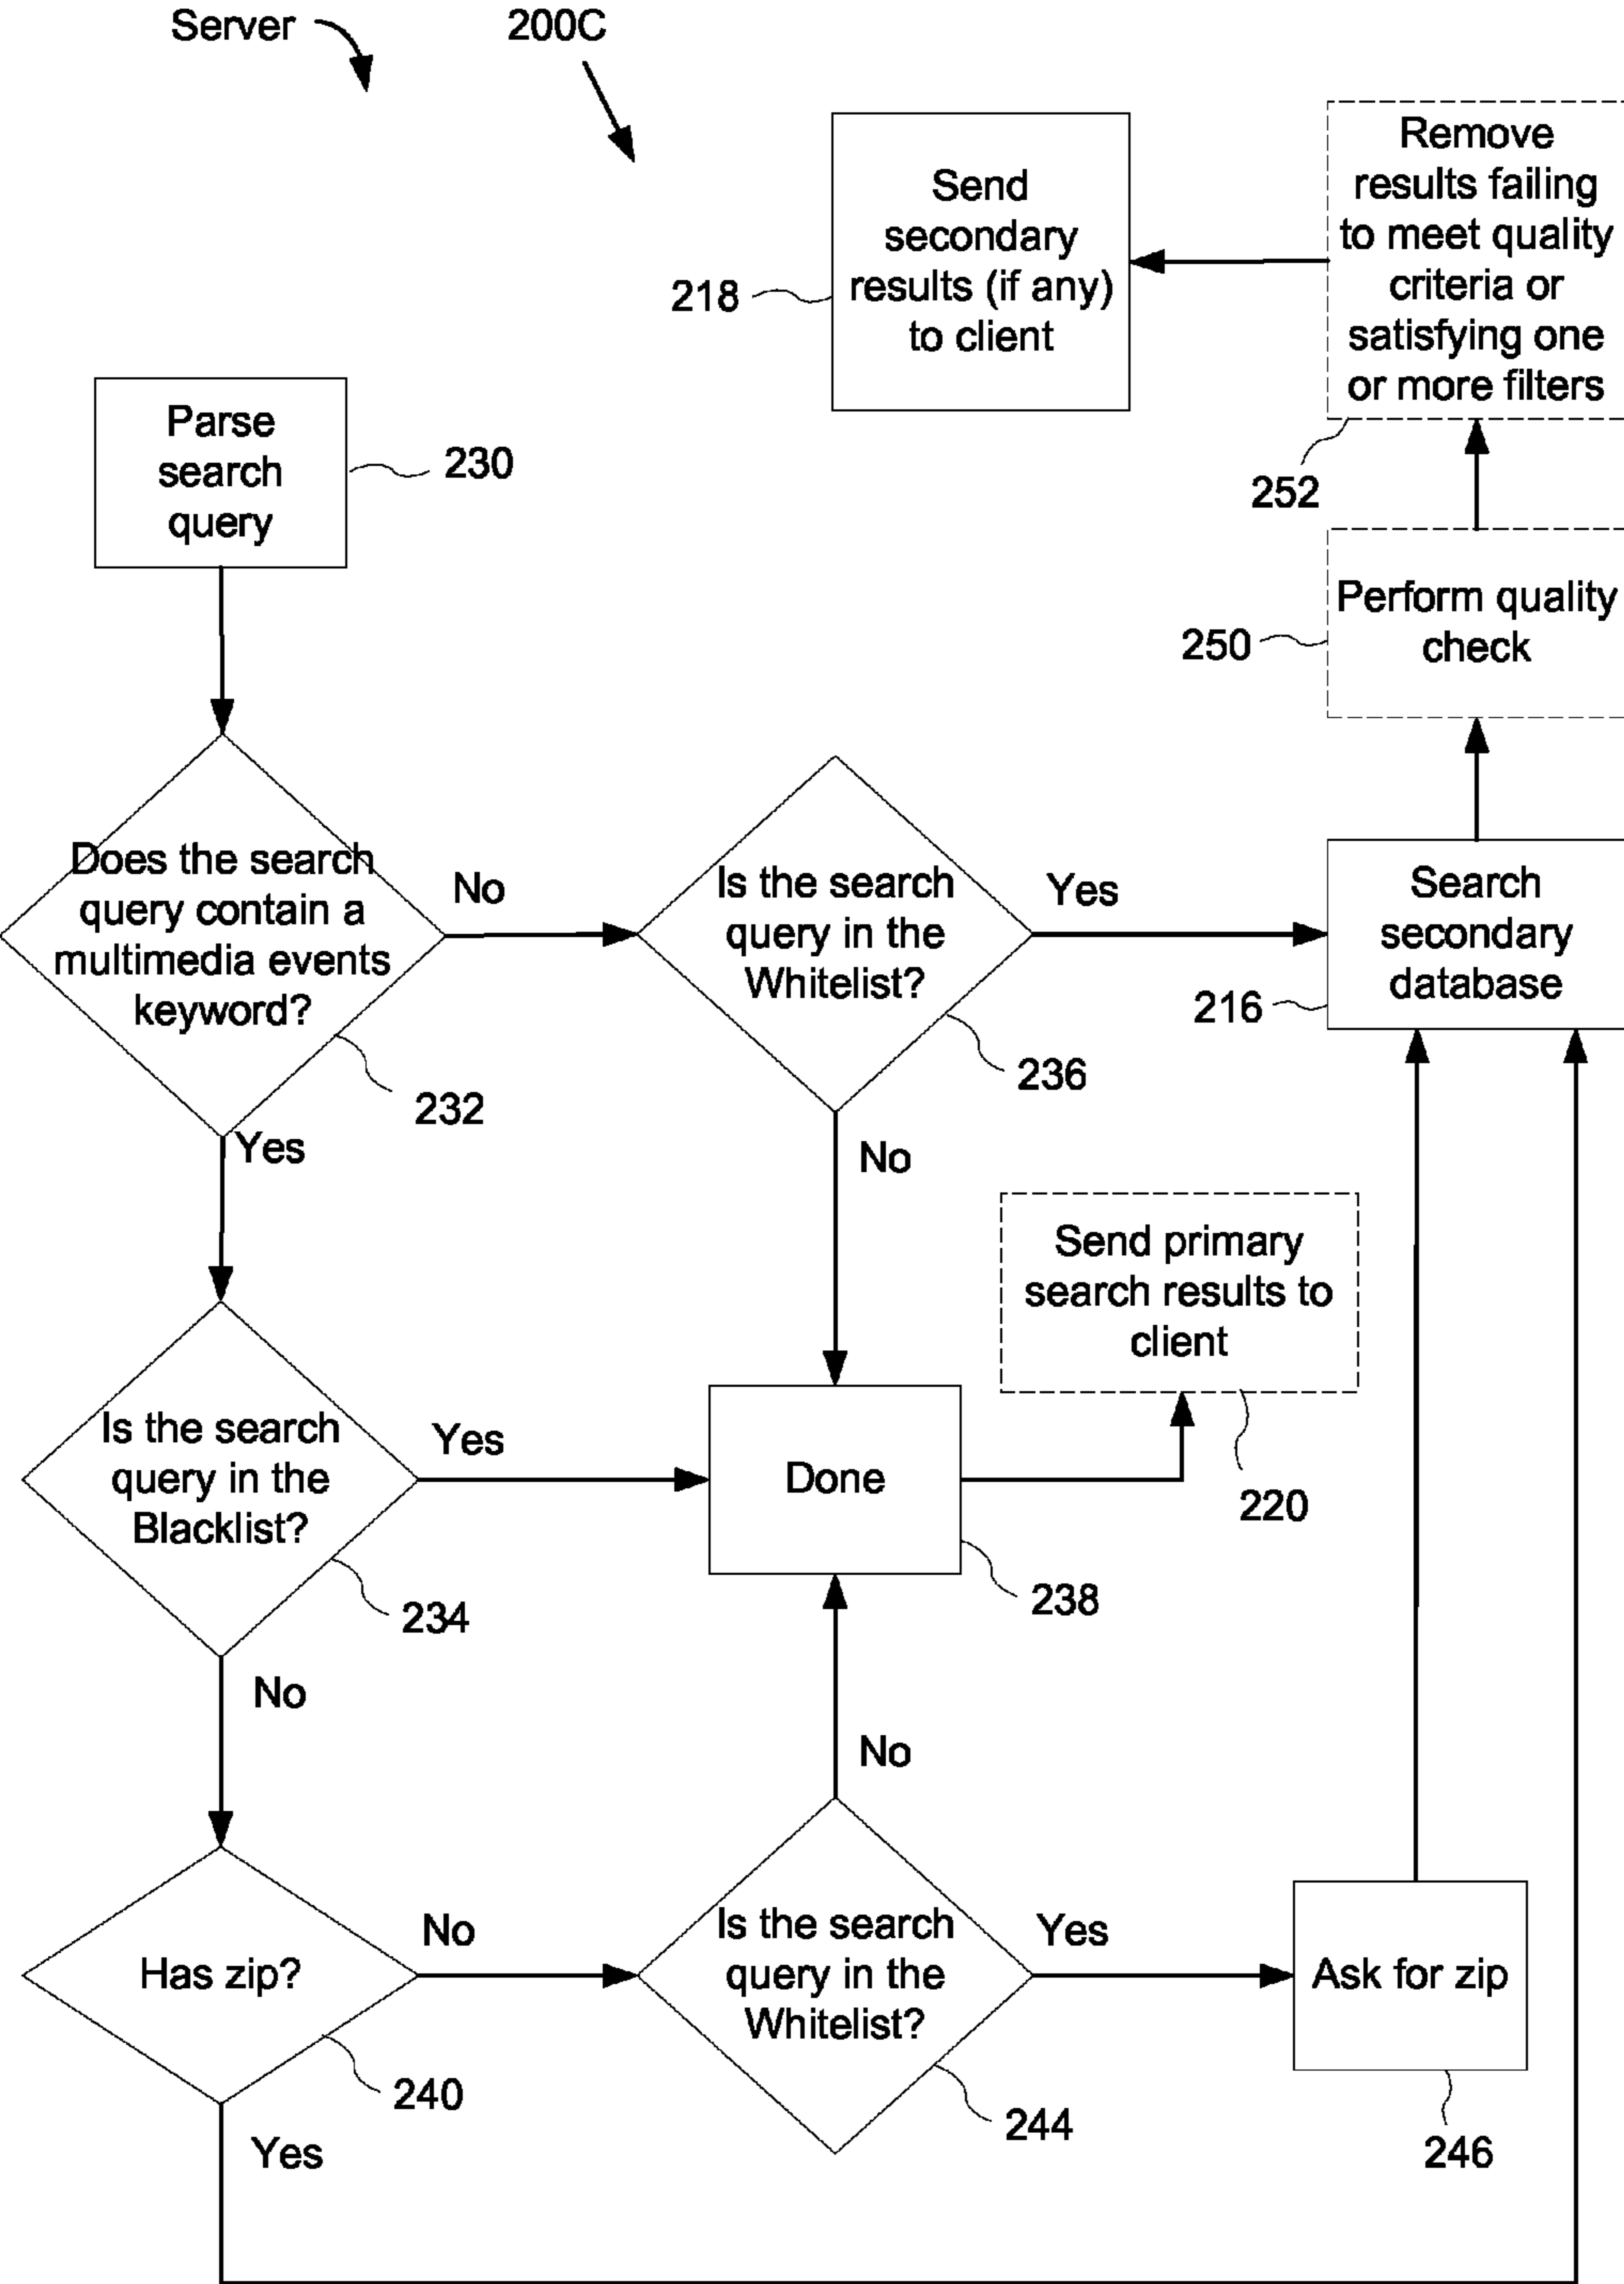 Server
200C
Remove
results failing
to meet quality
criteria or
satisfying one
or more filters
252
Send
secondary
results (if any)
to client
218
Parse
search
query
230
Perform quality
check
250
Does the search
query contain a
multimedia events
keyword?
232
No
Yes
Is the search
query in the
Whitelist?
236
Yes
No
Search
secondary
database
216
Send primary
search results to
client
220
Is the search
query in the
Blacklist?
234
Yes
No
Done
238
Has zip?
240
No
Yes
Is the search
query in the
Whitelist?
244
No
Yes
Ask for zip
246